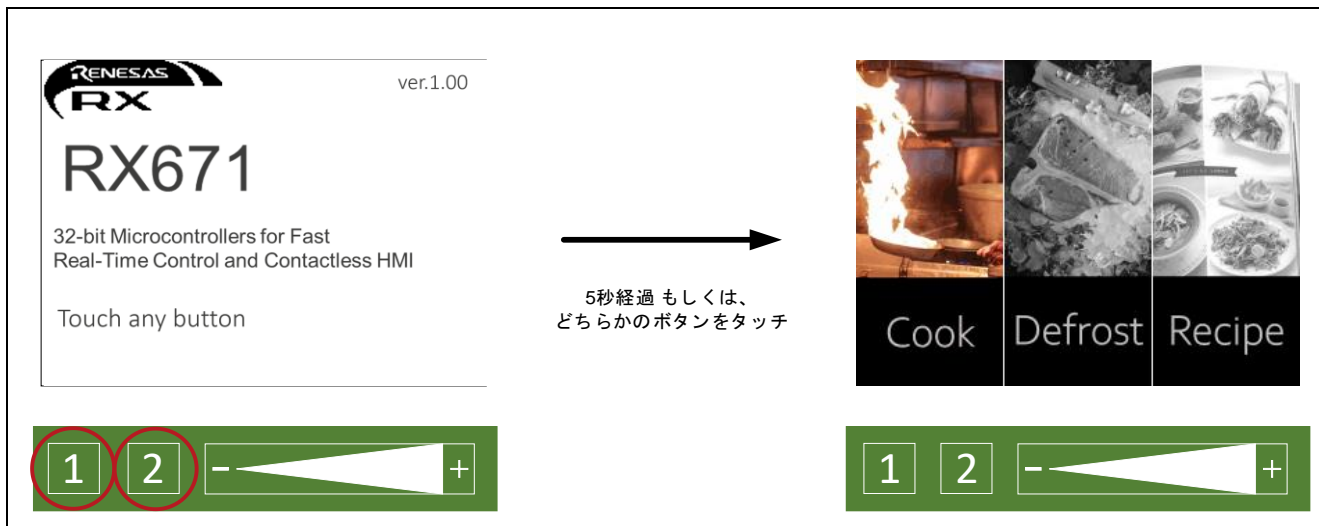 RENESAS
RX
ver.1.00
RX671
32-bit Microcontrollers for Fast
Real-Time Control and Contactless HMI
Touch any button
5秒経過 もしくは、
どちらかのボタンをタッチ
Cook Defrost Recipe
1 2 - +
1 2 - +